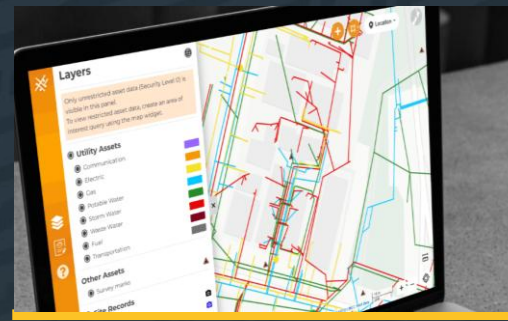 Layers
Only unrestricted asset data (Security Level 0) is
visible in this panel.
To view restricted asset data, create an area of
interest query using the map widget.
Utility Assets
Communication
Electric
Gas
Potable Water
Storm Water
Waste Water
Fuel
Transportation
Other Assets
Survey marks
Records
Location